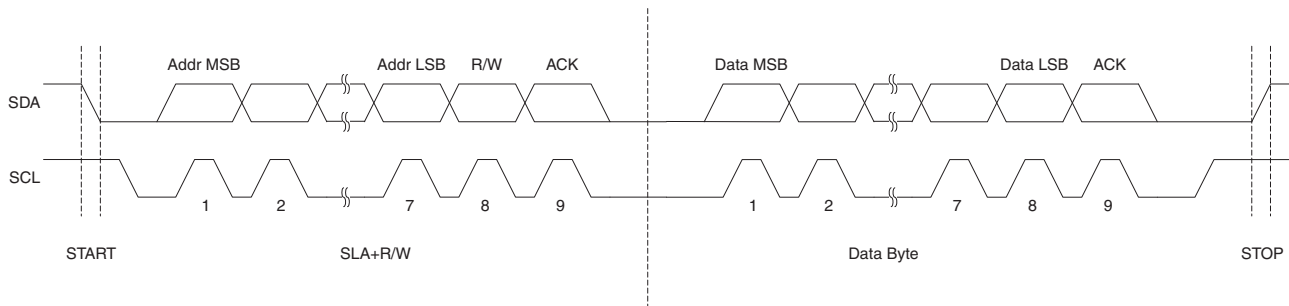 Addr MSB Addr LSB R/W ACK Data MSB Data LSB ACK
SDA
SCL
1 2 7 8 9 1 2 7 8 9
START SLA+R/W Data Byte STOP